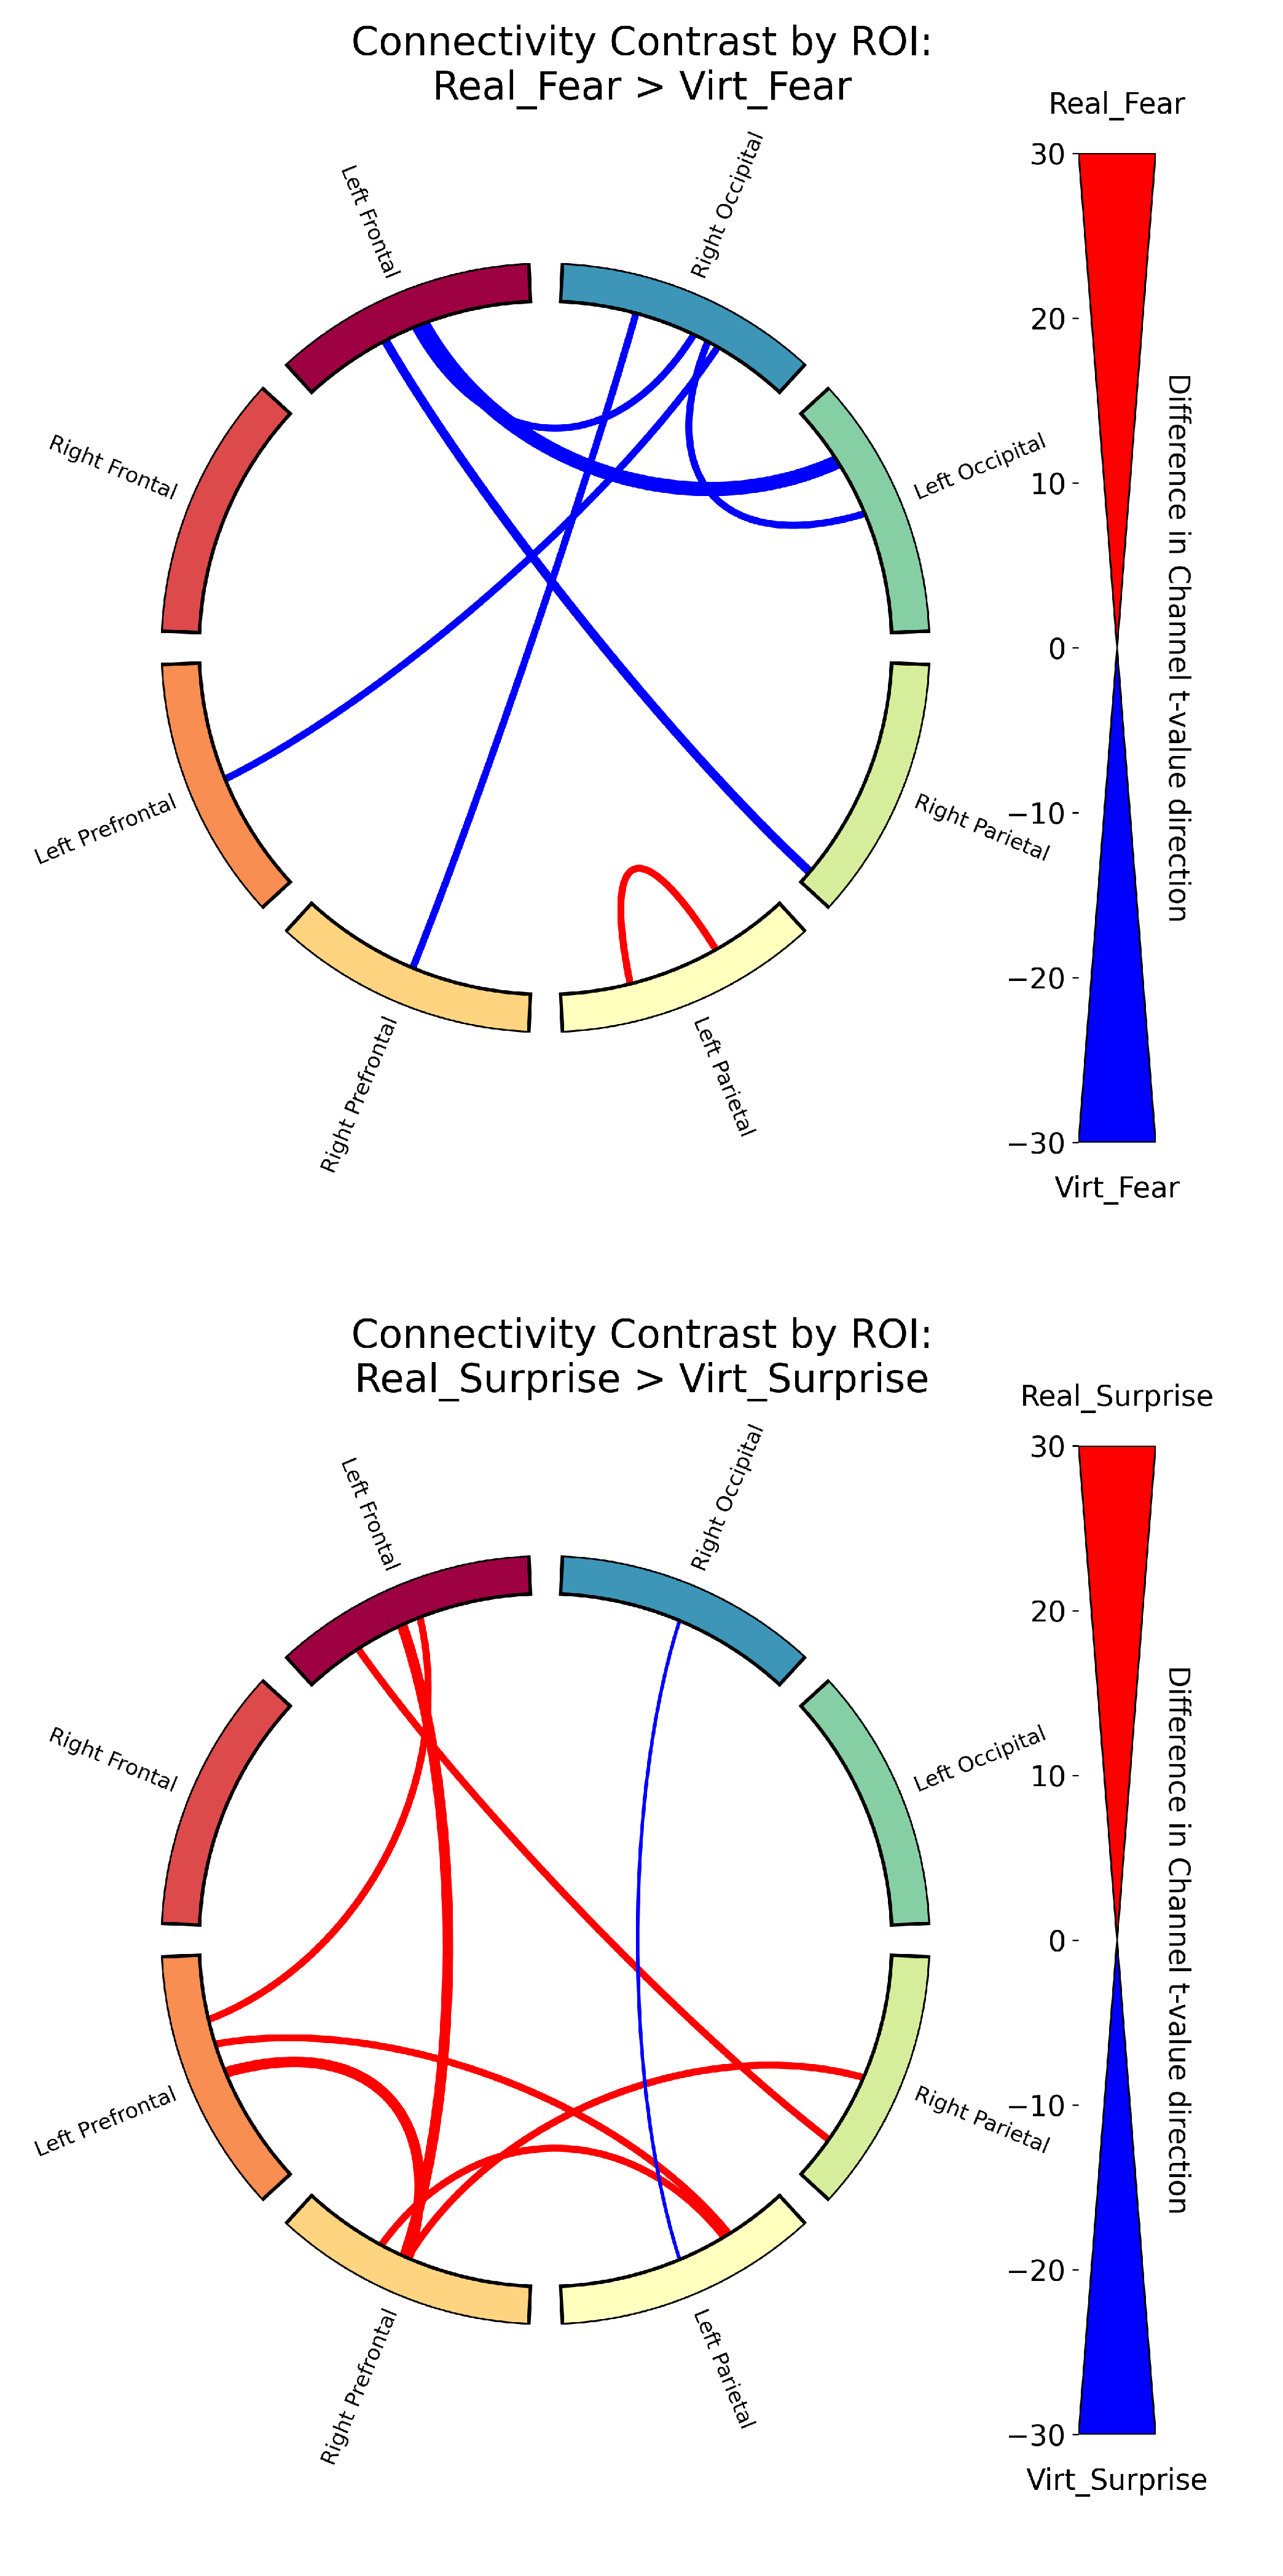 Connectivity Contrast by ROI:
Real_Fear > Virt_Fear
Real_Fear
Left Frontal
Right Occipital
Right Frontal
Left Occipital
Left Prefrontal
Right Parietal
Right Prefrontal
Left Parietal
30
20
10
0
−10
−20
−30
Difference in Channel t-value direction
Virt_Fear
Connectivity Contrast by ROI:
Real_Surprise > Virt_Surprise
Real_Surprise
Left Frontal
Right Occipital
Right Frontal
Left Occipital
Left Prefrontal
Right Parietal
Right Prefrontal
Left Parietal
30
20
10
0
−10
−20
−30
Difference in Channel t-value direction
Virt_Surprise